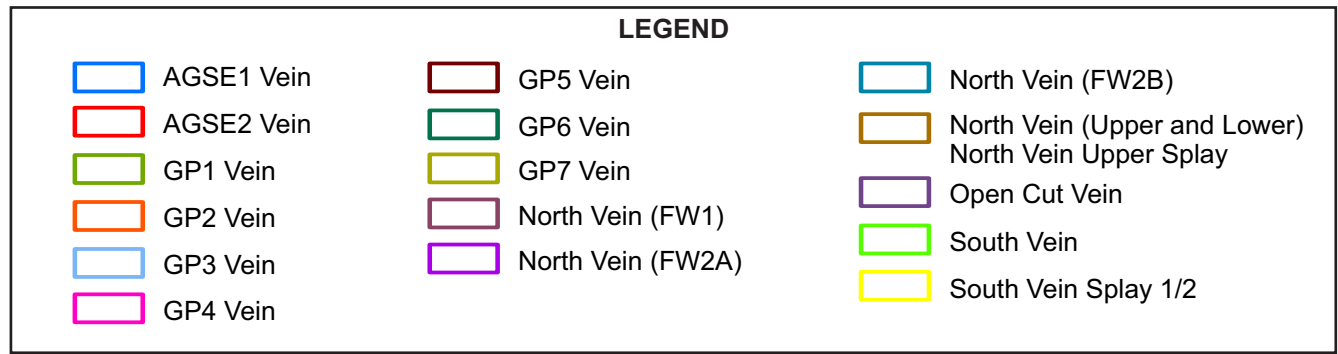 LEGEND
AGSE1 Vein
AGSE2 Vein
GP1 Vein
GP2 Vein
GP3 Vein
GP4 Vein
GP5 Vein
GP6 Vein
GP7 Vein
North Vein (FW1)
North Vein (FW2A)
North Vein (FW2B)
North Vein (Upper and Lower)
North Vein Upper Splay
Open Cut Vein
South Vein
South Vein Splay 1/2